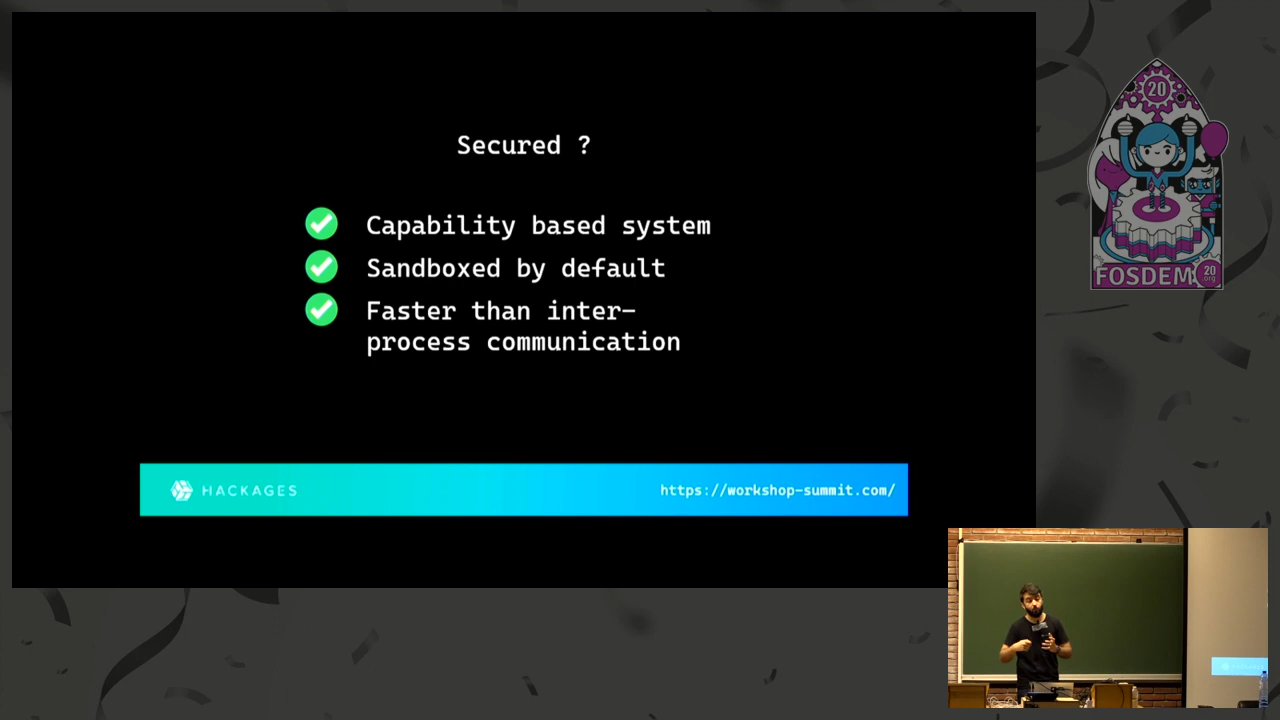 Secured ?
Capability based system
Sandboxed by default
Faster than inter-
process communication
HACKAGES
https://workshop-summit.com/
20
FOSDEM
20
org